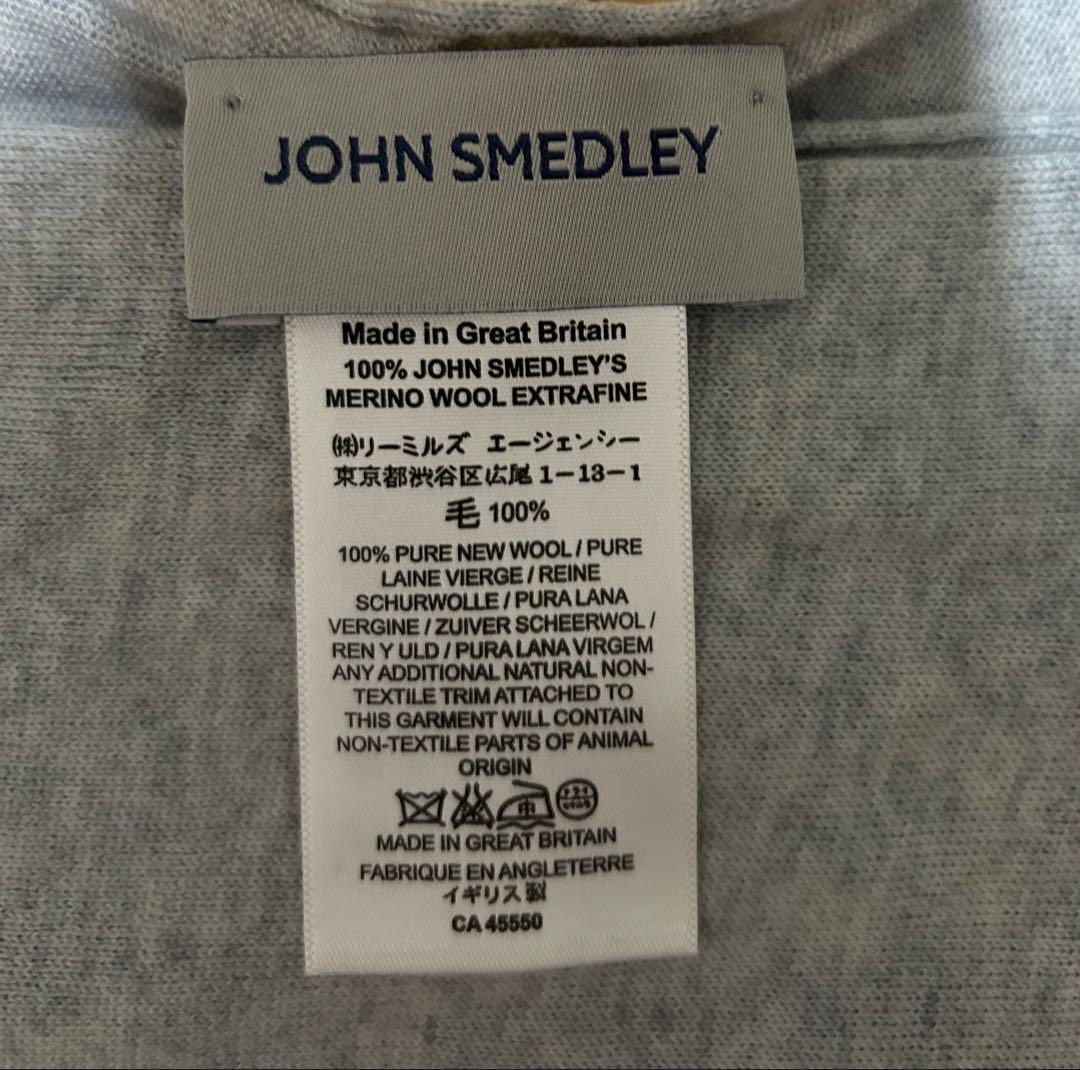 JOHN SMEDLEY
Made in Great Britain
100% JOHN SMEDLEY'S
MERINO WOOL EXTRAFINE
㈱リーミルズ エージェンシー
東京都渋谷区広尾1-13-1
毛 100%
100% PURE NEW WOOL / PURE
LAINE VIERGE / REINE
SCHURWOLLE / PURA LANA
VERGINE / ZUIVER SCHEERWOL /
REN Y ULD / PURA LANA VIRGEM
ANY ADDITIONAL NATURAL NON-
TEXTILE TRIM ATTACHED TO
THIS GARMENT WILL CONTAIN
NON-TEXTILE PARTS OF ANIMAL
ORIGIN
中 ドライ
MADE IN GREAT BRITAIN
FABRIQUE EN ANGLETERRE
イギリス製
CA 45550